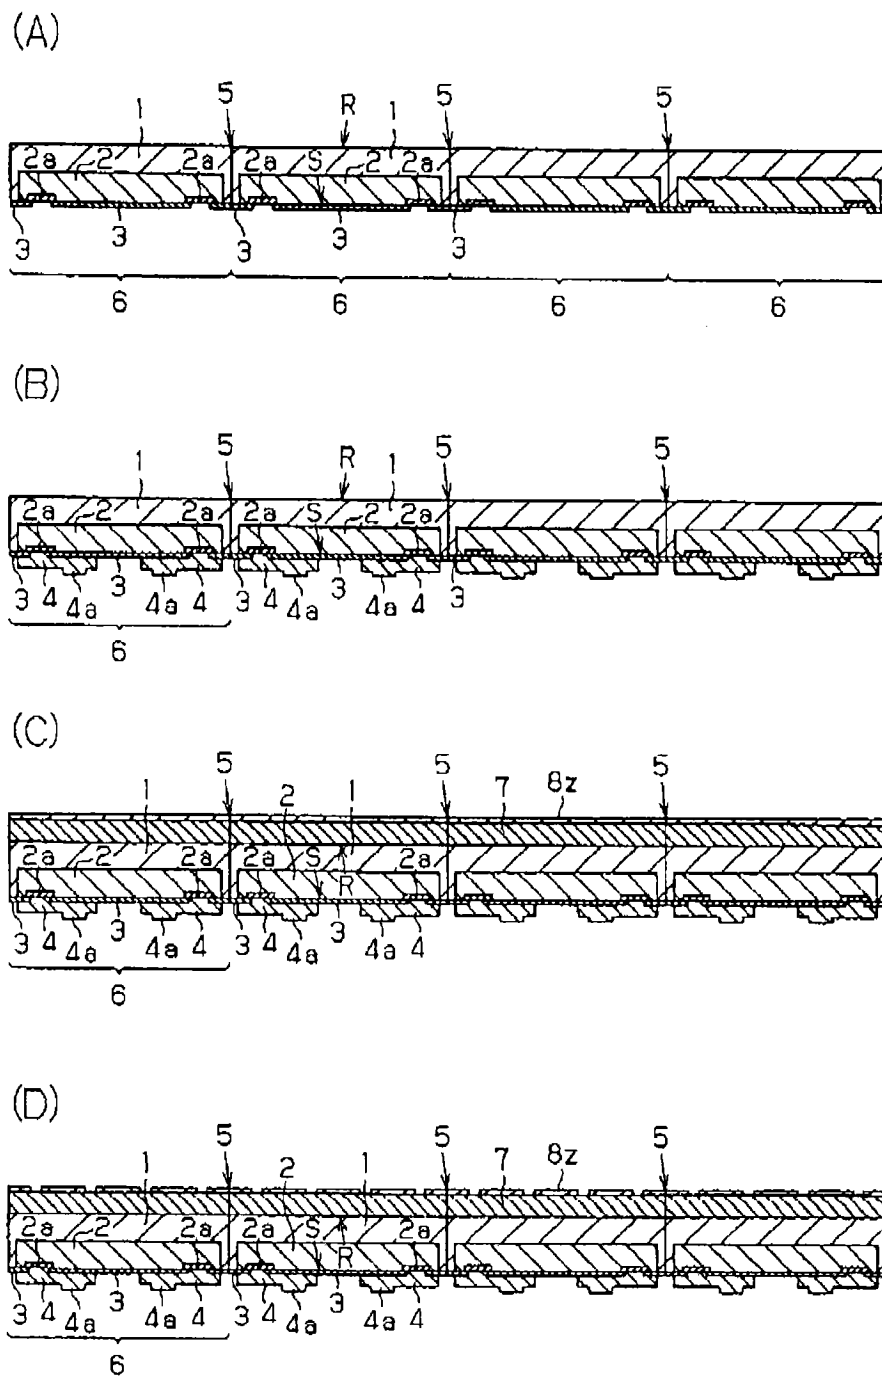 (A)
5 5 5
1 R 1
2a 2 2a 2a S 2 2a
3 3 3 3 3
6 6 6 6
(B)
5 5 5
1 R 1
2a 2 2a 2a S 2 2a
3 4 4a 3 4a 4 3 4 4a 3 4a 4 3
6
(C)
5 5 7 8z 5
1 2 1
2a 2 2a 2a S R 2a
3 4 4a 3 4a 4 3 4 4a 3 4a 4
6
(D)
5 5 7 8z 5
1 2 1
2a 2 2a 2a S R 2a
3 4 4a 3 4a 4 3 4 4a 3 4a 4
6